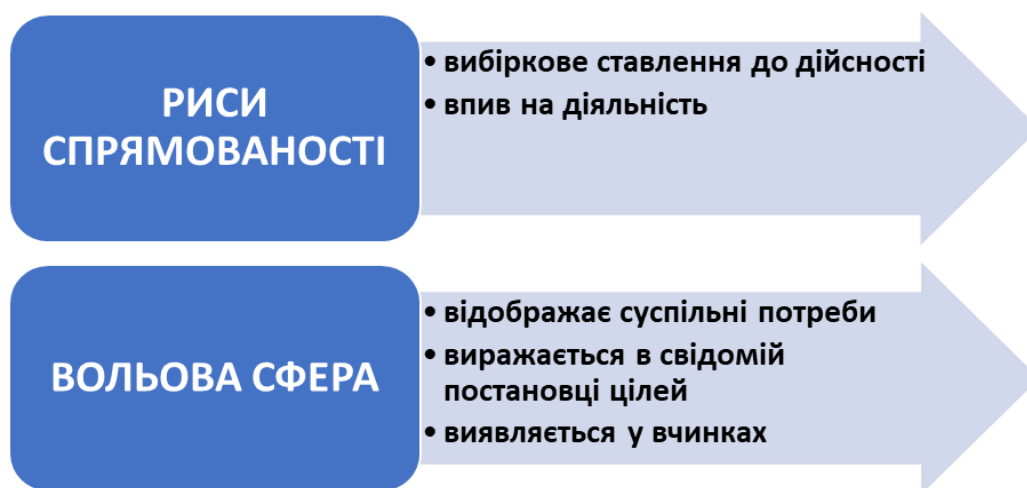 РИСИ
СПРЯМОВАНОСТІ
• вибіркове ставлення до дійсності
• впив на діяльність
ВОЛЬОВА СФЕРА
• відображає суспільні потреби
• виражається в свідомій
постановці цілей
• виявляється у вчинках